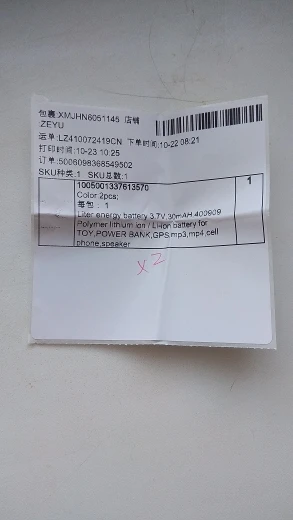 包裹:XMJHN6051145 店铺
ZEYU
运单:LZ410072419CN 下单时间:10-22 08:21
打印时间:10-23 10:25
订单:5006098368549502
SKU种类:1 SKU总数:1
1005001337613570
1
Color:2pcs;
每包 : 1
Liter energy battery 3.7V 30mAH 400909
Polymer lithium ion / Li-ion battery for
TOY,POWER BANK,GPS,mp3,mp4,cell
phone,speaker
x2